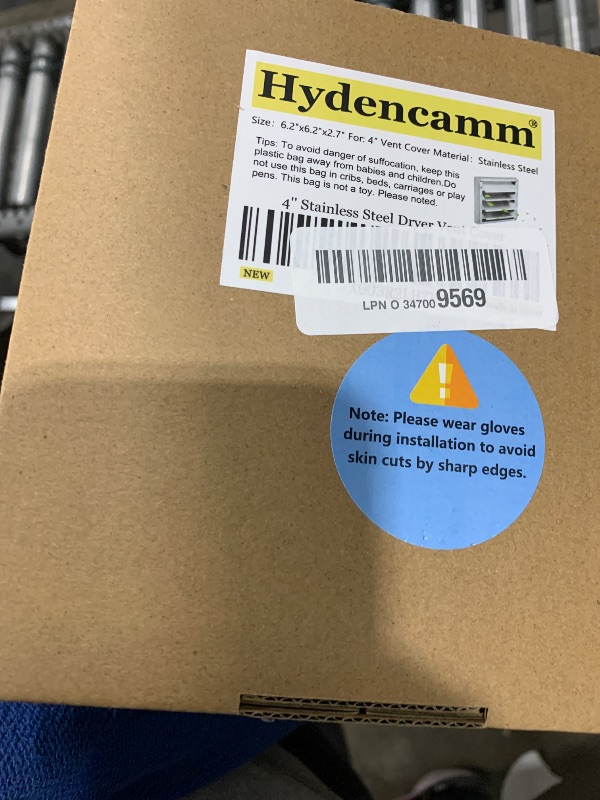 Hydencamm®
Size: 6.2"x6.2"x2.7" For: 4" Vent Cover Material: Stainless Steel
Tips: To avoid danger of suffocation, keep this
plastic bag away from babies and children.Do
not use this bag in cribs, beds, carriages or play
pens. This bag is not a toy. Please noted.
4" Stainless Steel Dryer Vent Cover
NEW
LPN O 34700 9569
Note: Please wear gloves
during installation to avoid
skin cuts by sharp edges.